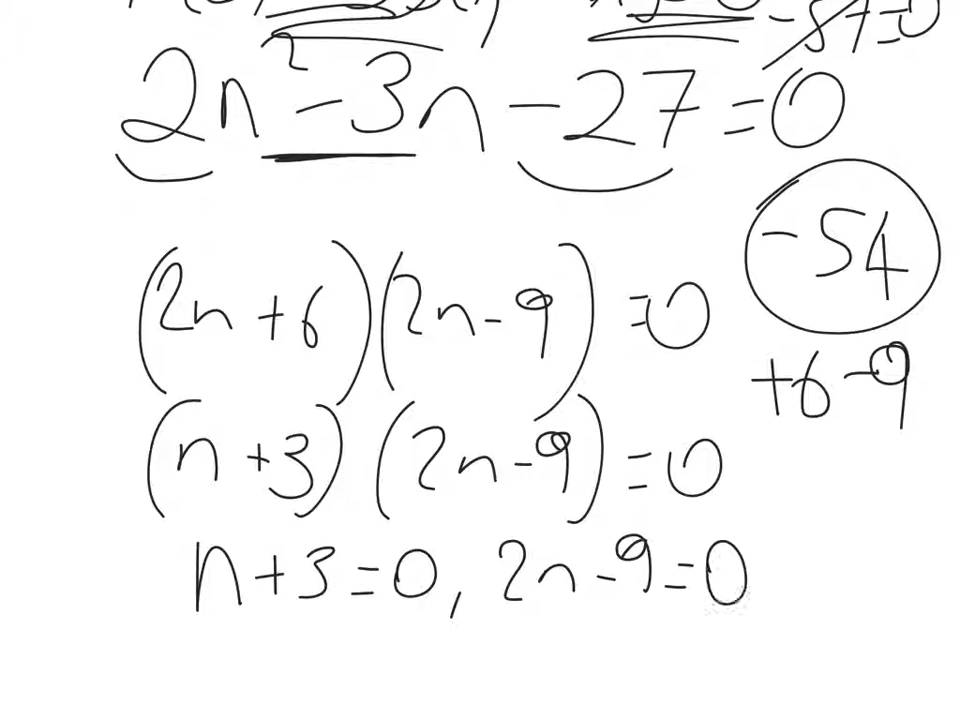 2n² - 3n - 27 = 0
-54
(2n + 6)(2n - 9) = 0
+6 -9
(n + 3)(2n - 9) = 0
n + 3 = 0, 2n - 9 = 0